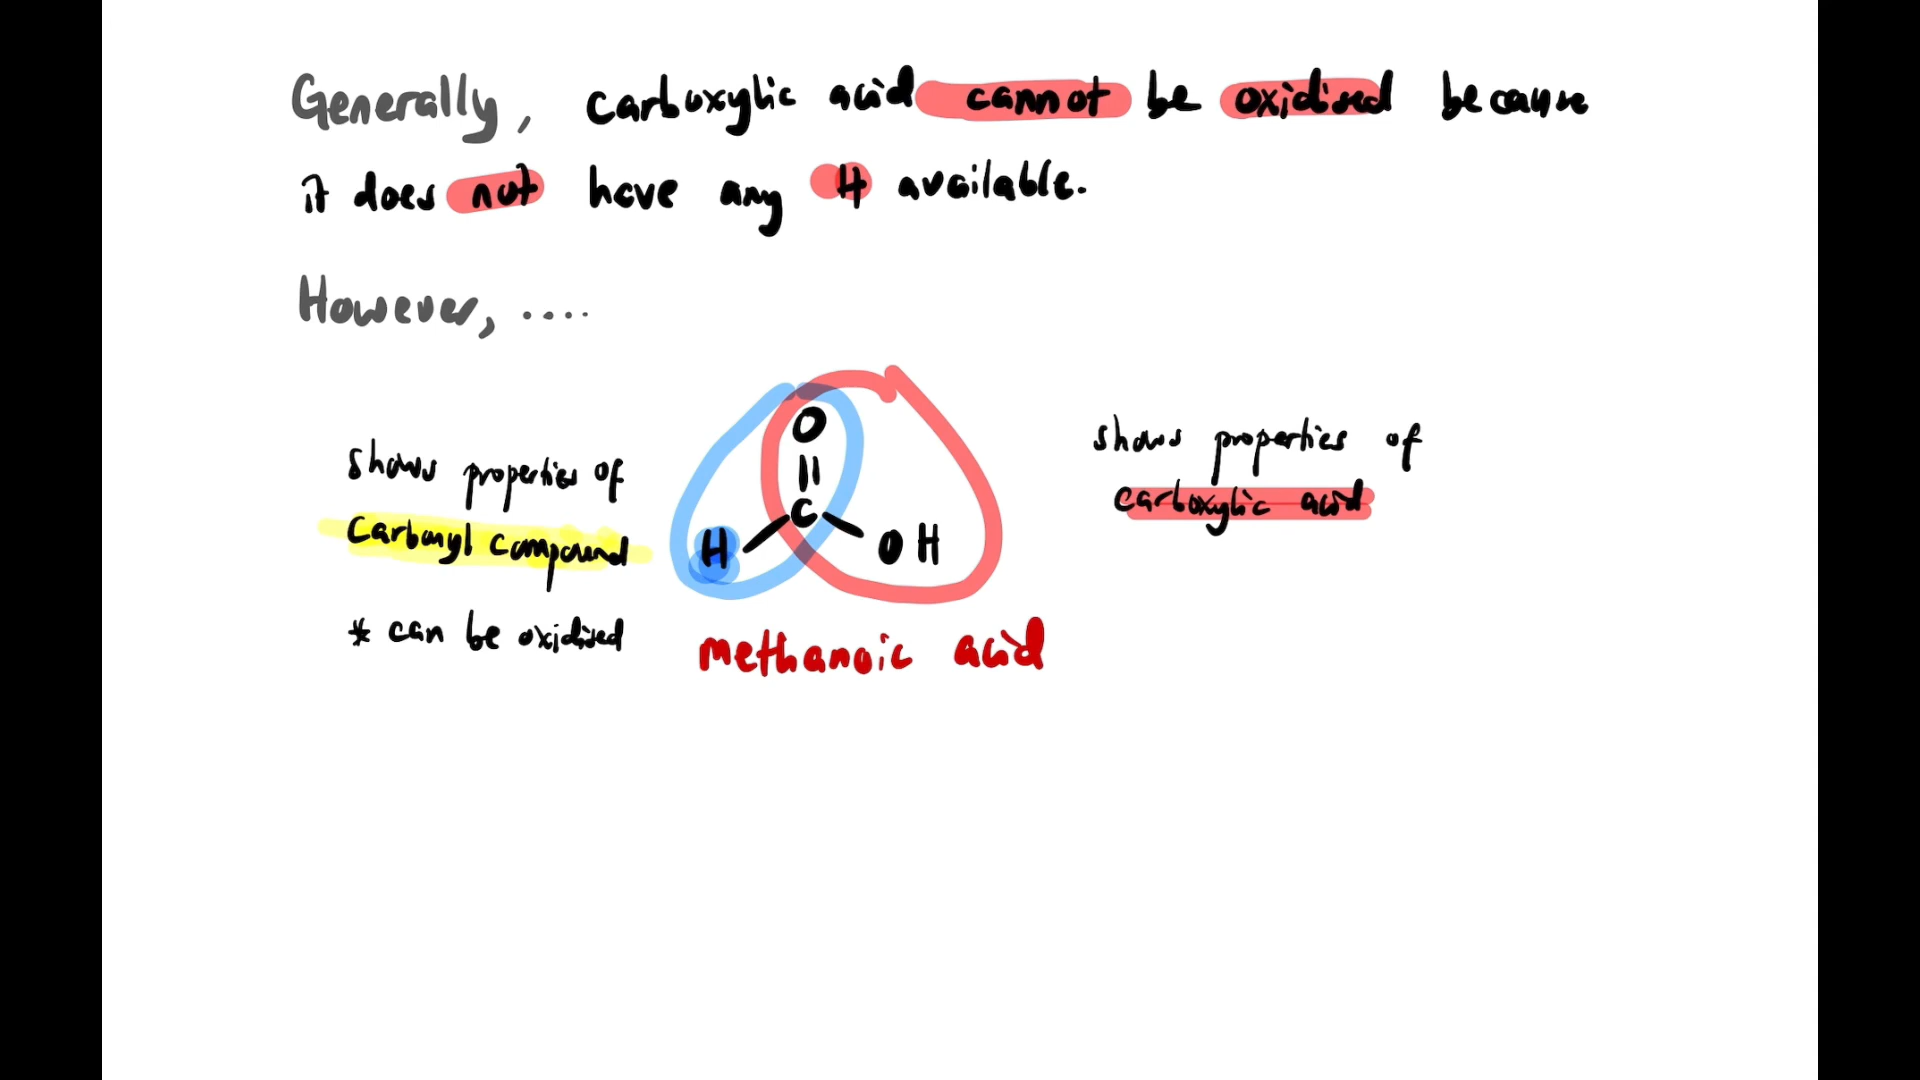 Generally, carboxylic acid cannot be oxidised because
it does not have any H available.
However, ....
shows properties of
carbonyl compound
* can be oxidised
O
||
C
H
OH
methanoic acid
shows properties of
carboxylic acid